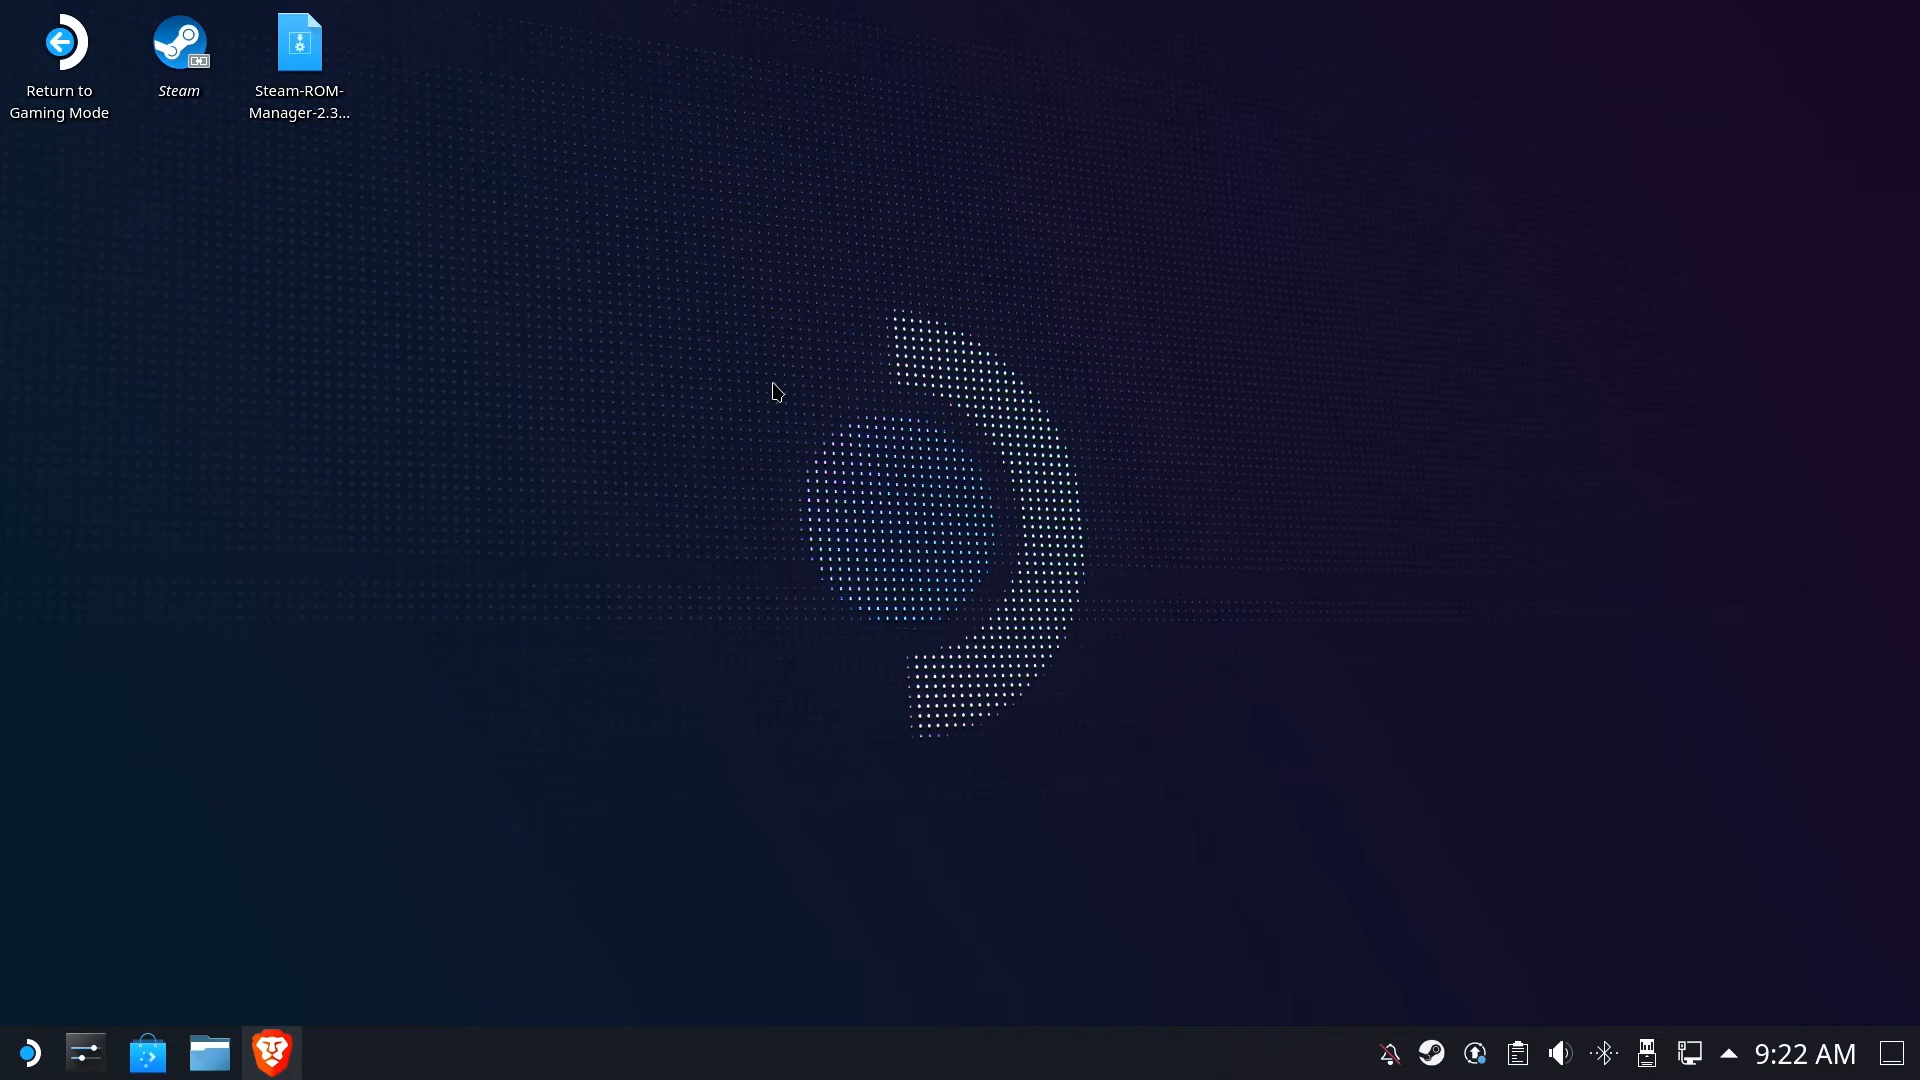 Return to
Gaming Mode
Steam
Steam-ROM-
Manager-2.3...
9:22 AM